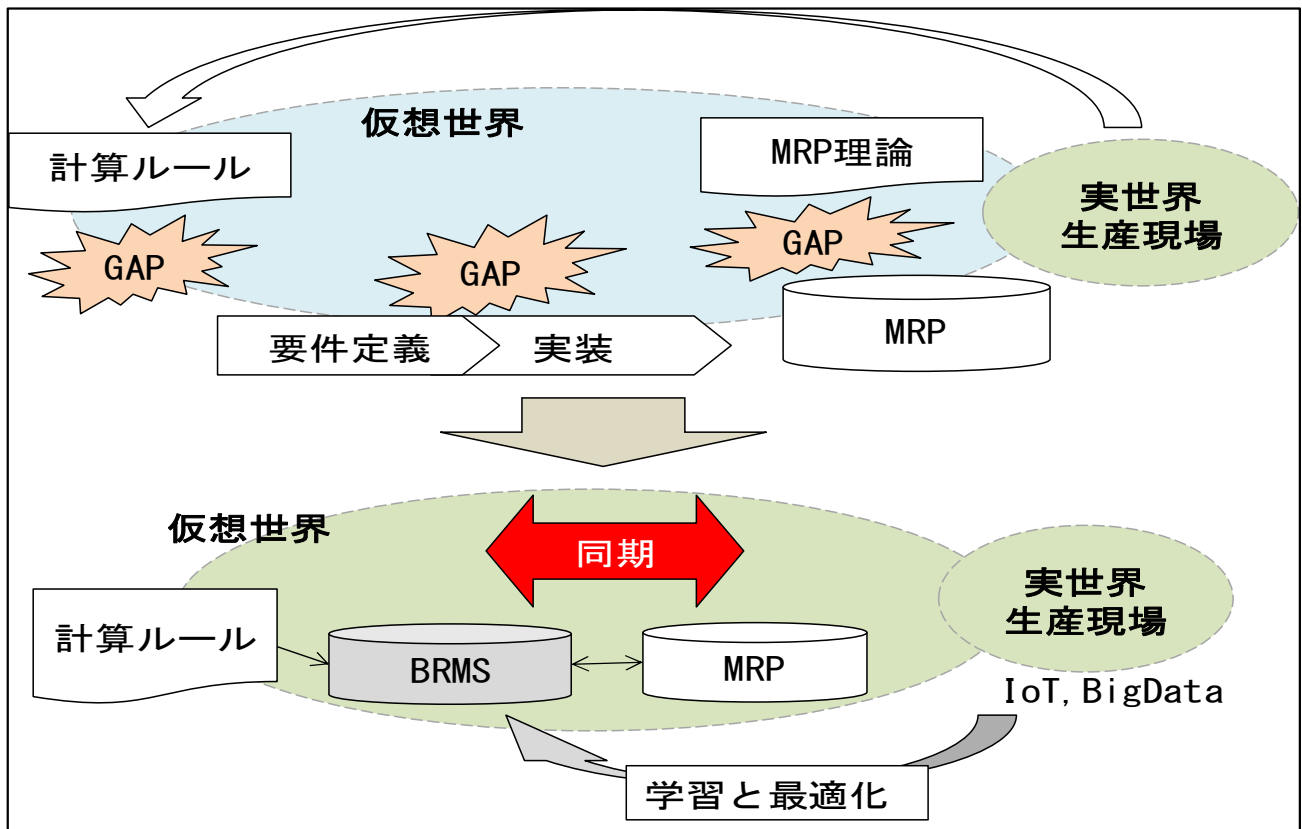 仮想世界
計算ルール
MRP理論
実世界
生産現場
GAP
GAP
GAP
要件定義
実装
MRP
仮想世界
同期
実世界
生産現場
計算ルール
BRMS
MRP
IoT,BigData
学習と最適化